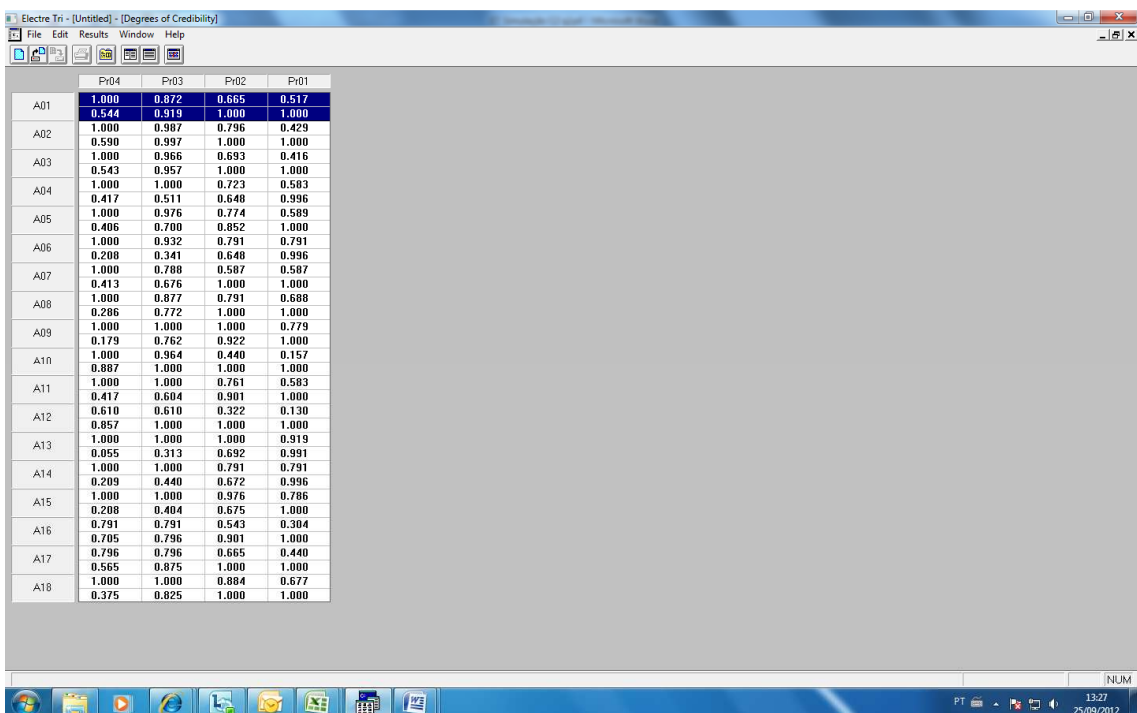 Electre Tri - [Untitled] - [Degrees of Credibility]
File Edit Results Window Help
Pr04 Pr03 Pr02 Pr01
A01 1.000 0.872 0.665 0.517
0.544 0.919 1.000 1.000
A02 1.000 0.987 0.796 0.429
0.590 0.997 1.000 1.000
A03 1.000 0.966 0.693 0.416
0.543 0.957 1.000 1.000
A04 1.000 1.000 0.723 0.583
0.417 0.511 0.648 0.996
A05 1.000 0.976 0.774 0.589
0.406 0.700 0.852 1.000
A06 1.000 0.932 0.791 0.791
0.208 0.341 0.648 0.996
A07 1.000 0.788 0.587 0.587
0.413 0.676 1.000 1.000
A08 1.000 0.877 0.791 0.688
0.286 0.772 1.000 1.000
A09 1.000 1.000 1.000 0.779
0.179 0.762 0.922 1.000
A10 1.000 0.964 0.440 0.157
0.887 1.000 1.000 1.000
A11 1.000 1.000 0.761 0.583
0.417 0.604 0.901 1.000
A12 0.610 0.610 0.322 0.130
0.857 1.000 1.000 1.000
A13 1.000 1.000 1.000 0.919
0.055 0.313 0.692 0.991
A14 1.000 1.000 0.791 0.791
0.209 0.440 0.672 0.996
A15 1.000 1.000 0.976 0.786
0.208 0.404 0.675 1.000
A16 0.791 0.791 0.543 0.304
0.705 0.796 0.901 1.000
A17 0.796 0.796 0.665 0.440
0.565 0.875 1.000 1.000
A18 1.000 1.000 0.884 0.677
0.375 0.825 1.000 1.000
NUM
PT
13:27
25/09/2012